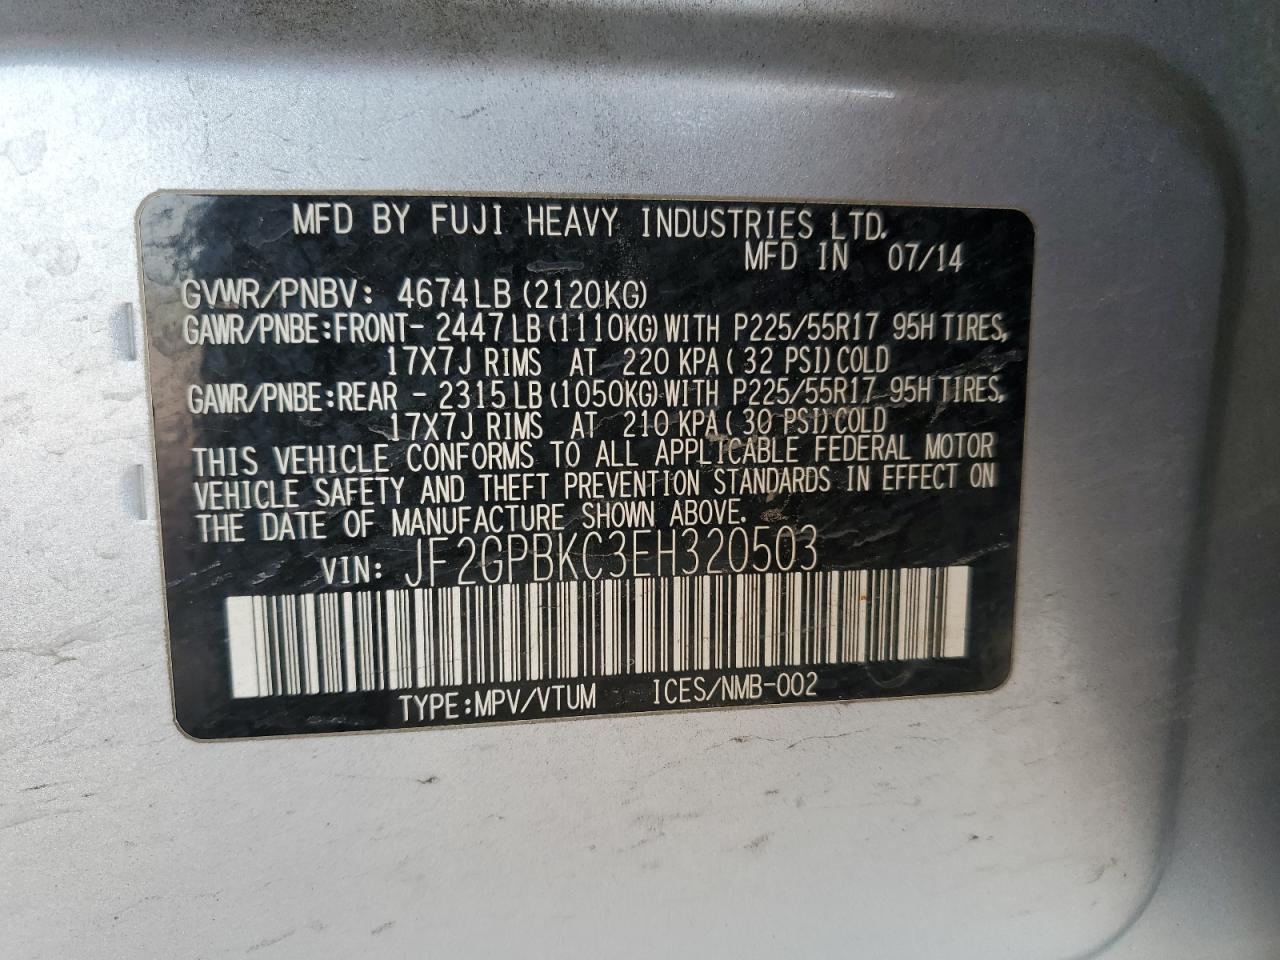 MFD BY FUJI HEAVY INDUSTRIES LTD.
MFD IN 07/14
GVWR/PNBV: 4674LB (2120KG)
GAWR/PNBE:FRONT- 2447LB (1110KG)WITH P225/55R17 95H TIRES,
17X7J RIMS AT 220 KPA( 32 PSI)COLD
GAWR/PNBE:REAR - 2315LB (1050KG)WITH P225/55R17 95H TIRES,
17X7J RIMS AT 210 KPA( 30 PSI)COLD
THIS VEHICLE CONFORMS TO ALL APPLICABLE FEDERAL MOTOR
VEHICLE SAFETY AND THEFT PREVENTION STANDARDS IN EFFECT ON
THE DATE OF MANUFACTURE SHOWN ABOVE.
VIN: JF2GPBKC3EH320503
TYPE:MPV/VTUM ICES/NMB-002